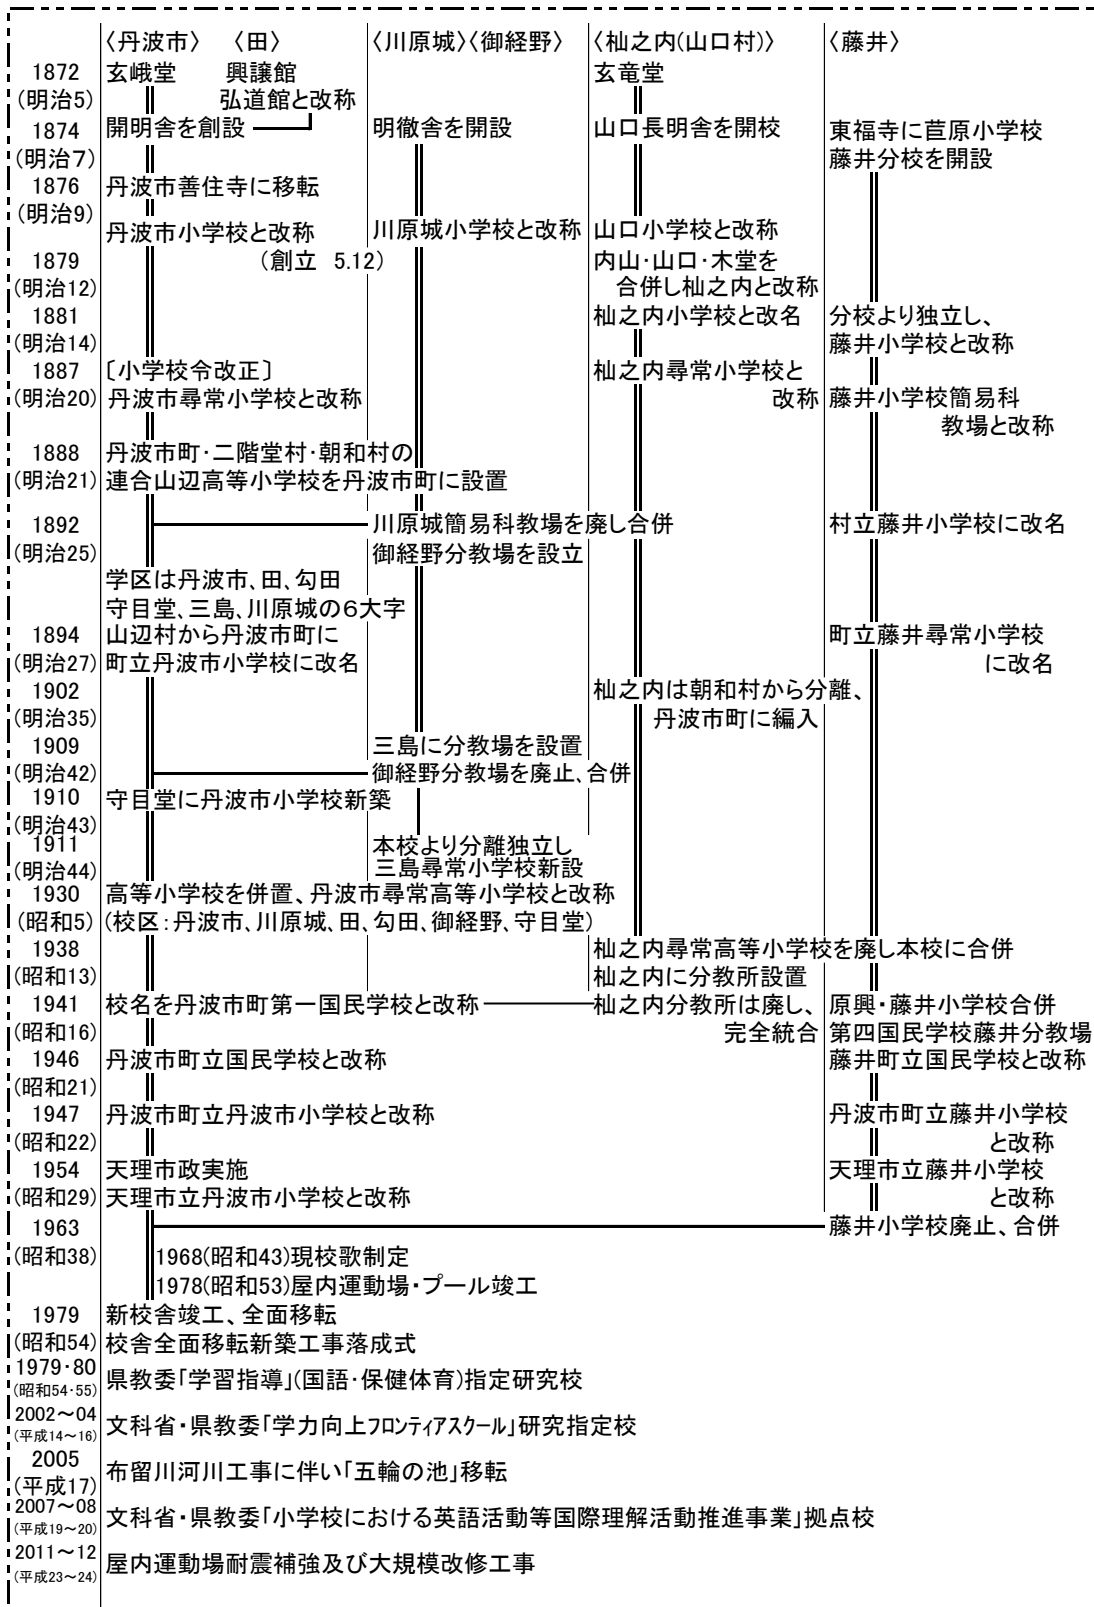 〈丹波市〉 〈田〉 〈川原城〉〈御経野〉 〈杣之内(山口村)〉 〈藤井〉
1872 玄峨堂 興譲館 玄竜堂
(明治5) 弘道館と改称
1874 開明舎を創設 明徹舎を開設 山口長明舎を開校 東福寺に苣原小学校
(明治7) 藤井分校を開設
1876 丹波市善住寺に移転
(明治9)
丹波市小学校と改称 川原城小学校と改称 山口小学校と改称
1879 (創立 5.12) 内山・山口・木堂を
(明治12) 合併し杣之内と改称
1881 杣之内小学校と改名 分校より独立し、
(明治14) 藤井小学校と改称
1887 〔小学校令改正〕 杣之内尋常小学校と
(明治20) 丹波市尋常小学校と改称 改称 藤井小学校簡易科
教場と改称
1888 丹波市町・二階堂村・朝和村の
(明治21) 連合山辺高等小学校を丹波市町に設置
1892 川原城簡易科教場を廃し合併 村立藤井小学校に改名
(明治25) 御経野分教場を設立
学区は丹波市、田、勾田
守目堂、三島、川原城の6大字
1894 山辺村から丹波市町に 町立藤井尋常小学校
(明治27) 町立丹波市小学校に改名 に改名
1902 杣之内は朝和村から分離、
(明治35) 丹波市町に編入
1909 三島に分教場を設置
(明治42) 御経野分教場を廃止、合併
1910 守目堂に丹波市小学校新築
(明治43)
1911 本校より分離独立し
(明治44) 三島尋常小学校新設
1930 高等小学校を併置、丹波市尋常高等小学校と改称
(昭和5) (校区:丹波市、川原城、田、勾田、御経野、守目堂)
1938 杣之内尋常高等小学校を廃し本校に合併
(昭和13) 杣之内に分教所設置
1941 校名を丹波市町第一国民学校と改称 杣之内分教所は廃し、 原興・藤井小学校合併
(昭和16) 完全統合 第四国民学校藤井分教場
1946 丹波市町立国民学校と改称 藤井町立国民学校と改称
(昭和21)
1947 丹波市町立丹波市小学校と改称 丹波市町立藤井小学校
(昭和22) と改称
1954 天理市政実施 天理市立藤井小学校
(昭和29) 天理市立丹波市小学校と改称 と改称
1963 藤井小学校廃止、合併
(昭和38) 1968(昭和43)現校歌制定
1978(昭和53)屋内運動場・プール竣工
1979 新校舎竣工、全面移転
(昭和54) 校舎全面移転新築工事落成式
1979・80
(昭和54・55) 県教委「学習指導」(国語・保健体育)指定研究校
2002～04
(平成14～16) 文科省・県教委「学力向上フロンティアスクール」研究指定校
2005
(平成17) 布留川河川工事に伴い「五輪の池」移転
2007～08
(平成19～20) 文科省・県教委「小学校における英語活動等国際理解活動推進事業」拠点校
2011～12
(平成23～24) 屋内運動場耐震補強及び大規模改修工事